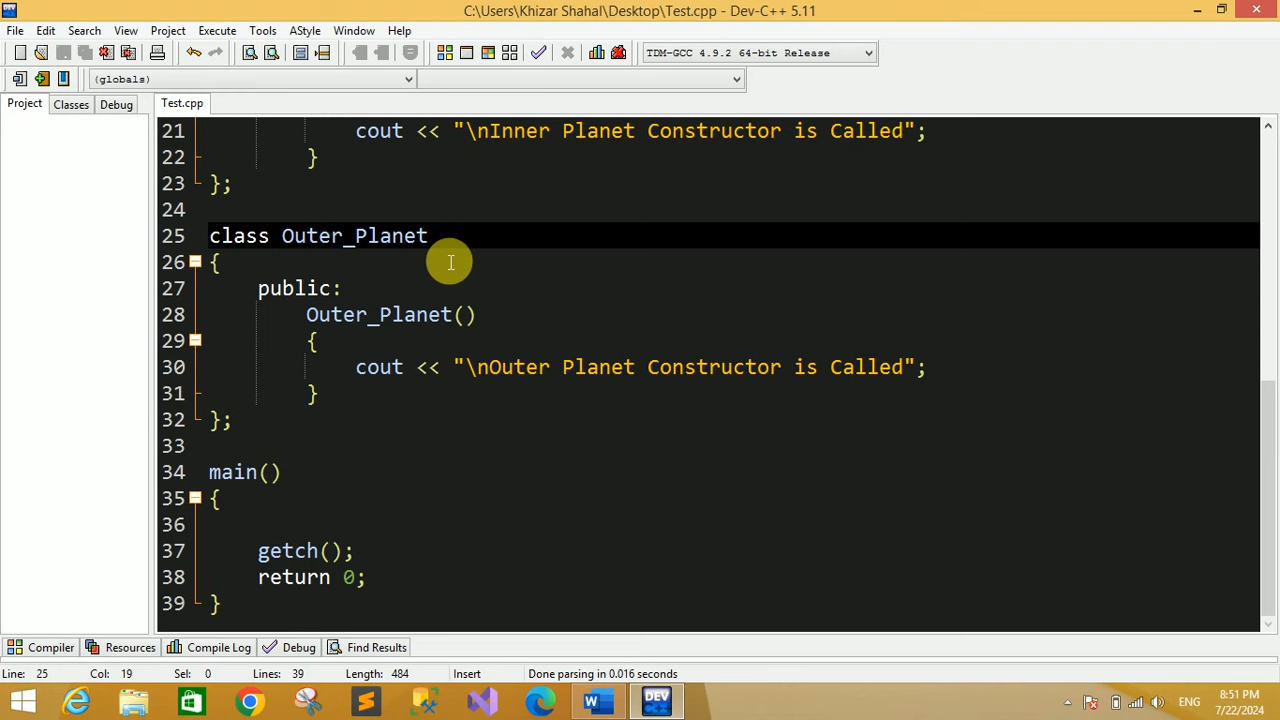 C:\Users\Khizar Shahal\Desktop\Test.cpp - Dev-C++ 5.11
File Edit Search View Project Execute Tools AStyle Window Help
TDM-GCC 4.9.2 64-bit Release
(globals)
Project Classes Debug Test.cpp
21 cout << "\nInner Planet Constructor is Called";
22 }
23 };
24
25 class Outer_Planet
26 {
27 public:
28 Outer_Planet()
29 {
30 cout << "\nOuter Planet Constructor is Called";
31 }
32 };
33
34 main()
35 {
36
37 getch();
38 return 0;
39 }
Compiler Resources Compile Log Debug Find Results
Line: 25 Col: 19 Sel: 0 Lines: 39 Length: 484 Insert Done parsing in 0.016 seconds
DEV
ENG
8:51 PM
7/22/2024